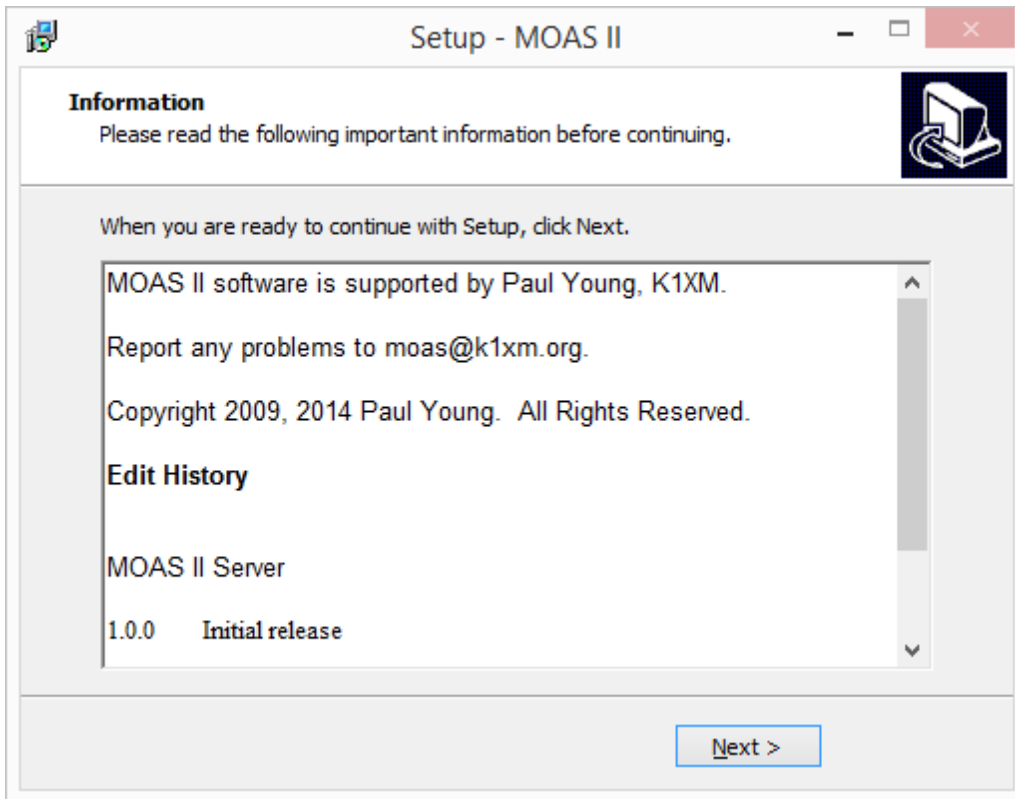 Setup - MOAS II
Information
Please read the following important information before continuing.
When you are ready to continue with Setup, click Next.
MOAS II software is supported by Paul Young, K1XM.
Report any problems to moas@k1xm.org.
Copyright 2009, 2014 Paul Young.  All Rights Reserved.
Edit History
MOAS II Server
1.0.0 Initial release
Next >